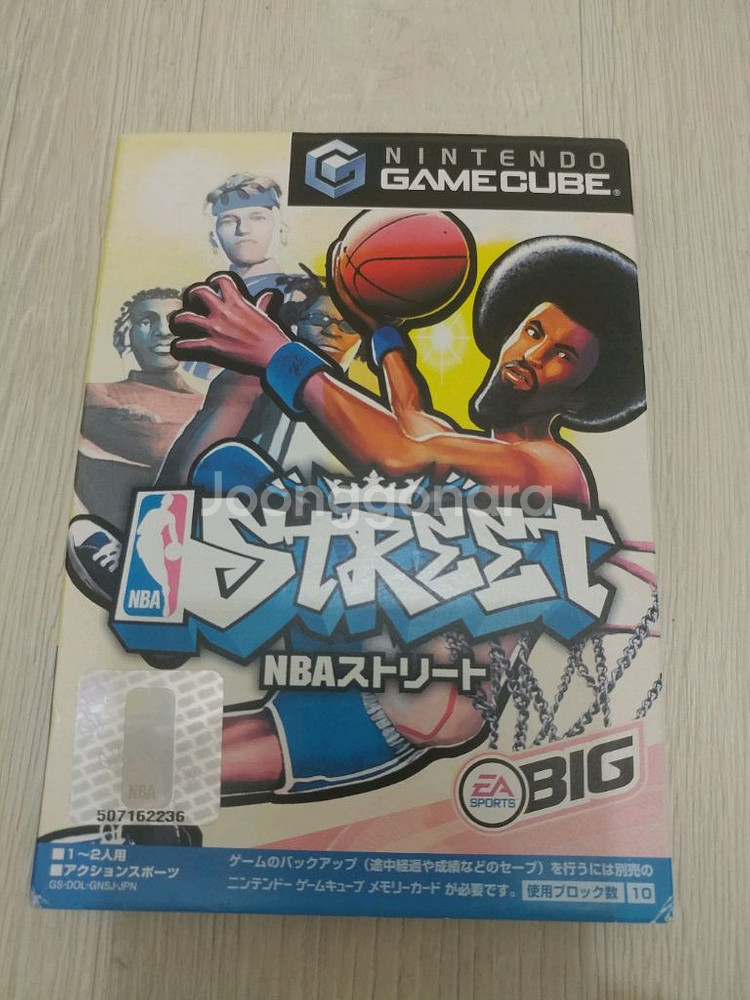 NINTENDO
GAMECUBE®
Joonggonara
NBA
STREET
NBAストリート
NBA
507162236
EA
SPORTS
BIG
■1～2人用
■アクションスポーツ
GS-DOL-GNSJ-JPN
ゲームのバックアップ（途中経過や成績などのセーブ）を行うには別売の
ニンテンドー ゲームキューブ メモリーカード が必要です。 使用ブロック数 10